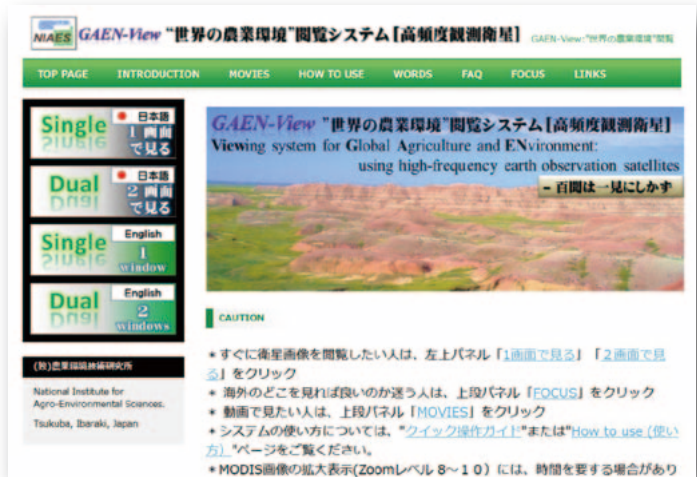 NIAES GAEN-View "世界の農業環境"閲覧システム【高頻度観測衛星】 GAEN-View:"世界の農業環境"閲覧
TOP PAGE INTRODUCTION MOVIES HOW TO USE WORDS FAQ FOCUS LINKS
Single 日本語 1 画面で見る
Dual 日本語 2 画面で見る
Single English 1 window
Dual English 2 windows
(独)農業環境技術研究所
National Institute for
Agro-Environmental Sciences.
Tsukuba, Ibaraki, Japan
GAEN-View "世界の農業環境"閲覧システム【高頻度観測衛星】
Viewing system for Global Agriculture and ENvironment:
using high-frequency earth observation satellites
– 百聞は一見にしかず
CAUTION
＊すぐに衛星画像を閲覧したい人は、左上パネル「1画面で見る」「２画面で見
る」をクリック
＊ 海外のどこを見れば良いのか迷う人は、上段パネル「FOCUS」をクリック
＊ 動画で見たい人は、上段パネル「MOVIES」をクリック
＊システムの使い方については、"クイック操作ガイド"または"How to use (使い
方）"ページをご覧ください。
＊MODIS画像の拡大表示(Zoomレベル 8～１０）には、時間を要する場合があり